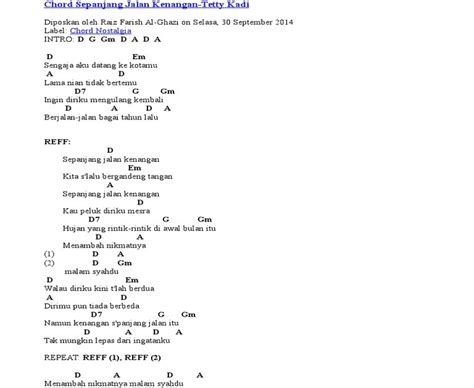 Chord Sepanjang Jalan Kenangan-Tetty Kadi
Diposkan oleh Raiz Farish Al-Ghazi on Selasa, 30 September 2014
Label: Chord Nostalgia
INTRO: D G Gm D A D A
D Em
Sengaja aku datang ke kotamu
A D
Lama nian tidak bertemu
D7 G Gm
Ingin diriku mengulang kembali
D A D A
Berjalan-jalan bagai tahun lalu
REFF:
D
Sepanjang jalan kenangan
Em
Kita s'lalu bergandeng tangan
A
Sepanjang jalan kenangan
D
Kau peluk diriku mesra
D7 G Gm
Hujan yang rintik-rintik di awal bulan itu
D A
Menambah nikmatnya
(1) D A
(2) D Gm
malam syahdu
D Em
Walau diriku kini t'lah berdua
A D
Dirimu pun tiada berbeda
D7 G Gm
Namun kenangan s'panjang jalan itu
D A D A
Tak mungkin lepas dari ingatanku
REPEAT: REFF (1), REFF (2)
D A D A
Menambah nikmatnya malam syahdu